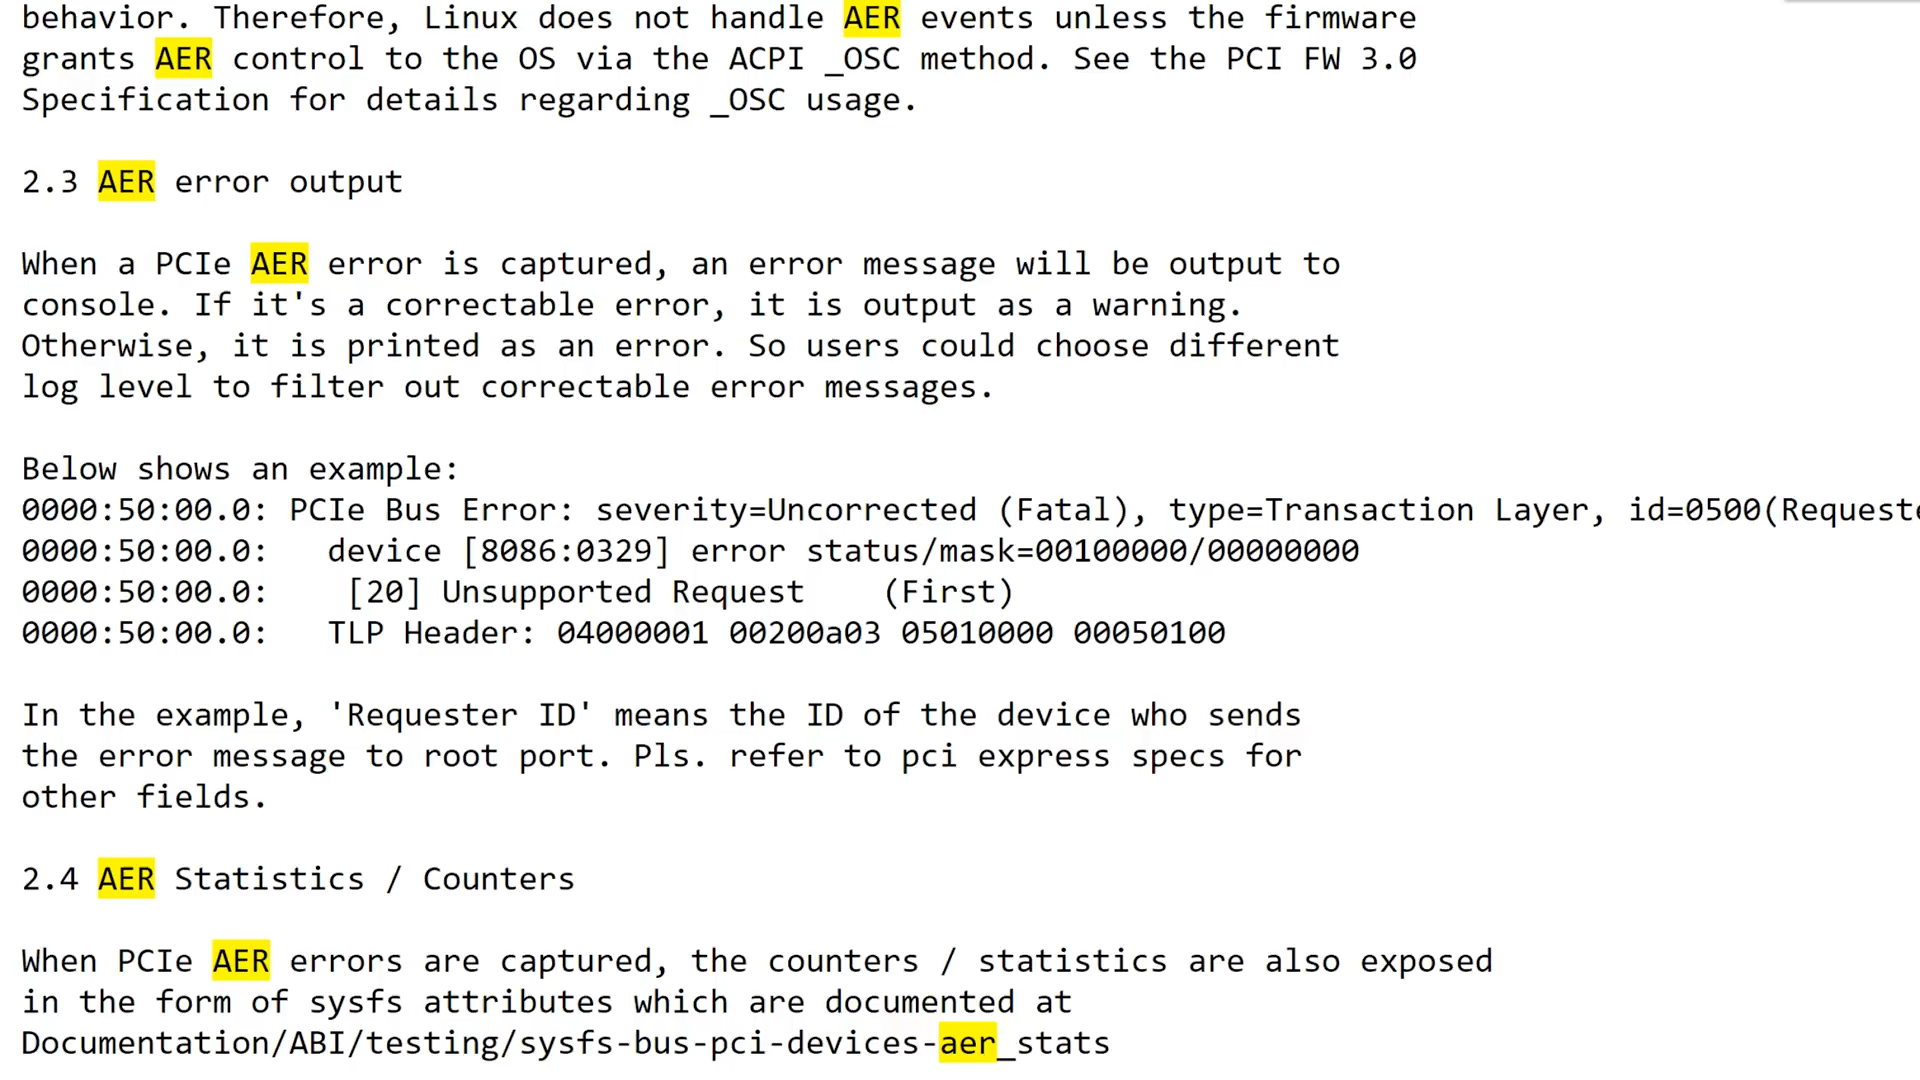 behavior. Therefore, Linux does not handle AER events unless the firmware
grants AER control to the OS via the ACPI _OSC method. See the PCI FW 3.0
Specification for details regarding _OSC usage.
2.3 AER error output
When a PCIe AER error is captured, an error message will be output to
console. If it's a correctable error, it is output as a warning.
Otherwise, it is printed as an error. So users could choose different
log level to filter out correctable error messages.
Below shows an example:
0000:50:00.0: PCIe Bus Error: severity=Uncorrected (Fatal), type=Transaction Layer, id=0500(Requeste
0000:50:00.0:   device [8086:0329] error status/mask=00100000/00000000
0000:50:00.0:    [20] Unsupported Request    (First)
0000:50:00.0:   TLP Header: 04000001 00200a03 05010000 00050100
In the example, 'Requester ID' means the ID of the device who sends
the error message to root port. Pls. refer to pci express specs for
other fields.
2.4 AER Statistics / Counters
When PCIe AER errors are captured, the counters / statistics are also exposed
in the form of sysfs attributes which are documented at
Documentation/ABI/testing/sysfs-bus-pci-devices-aer_stats